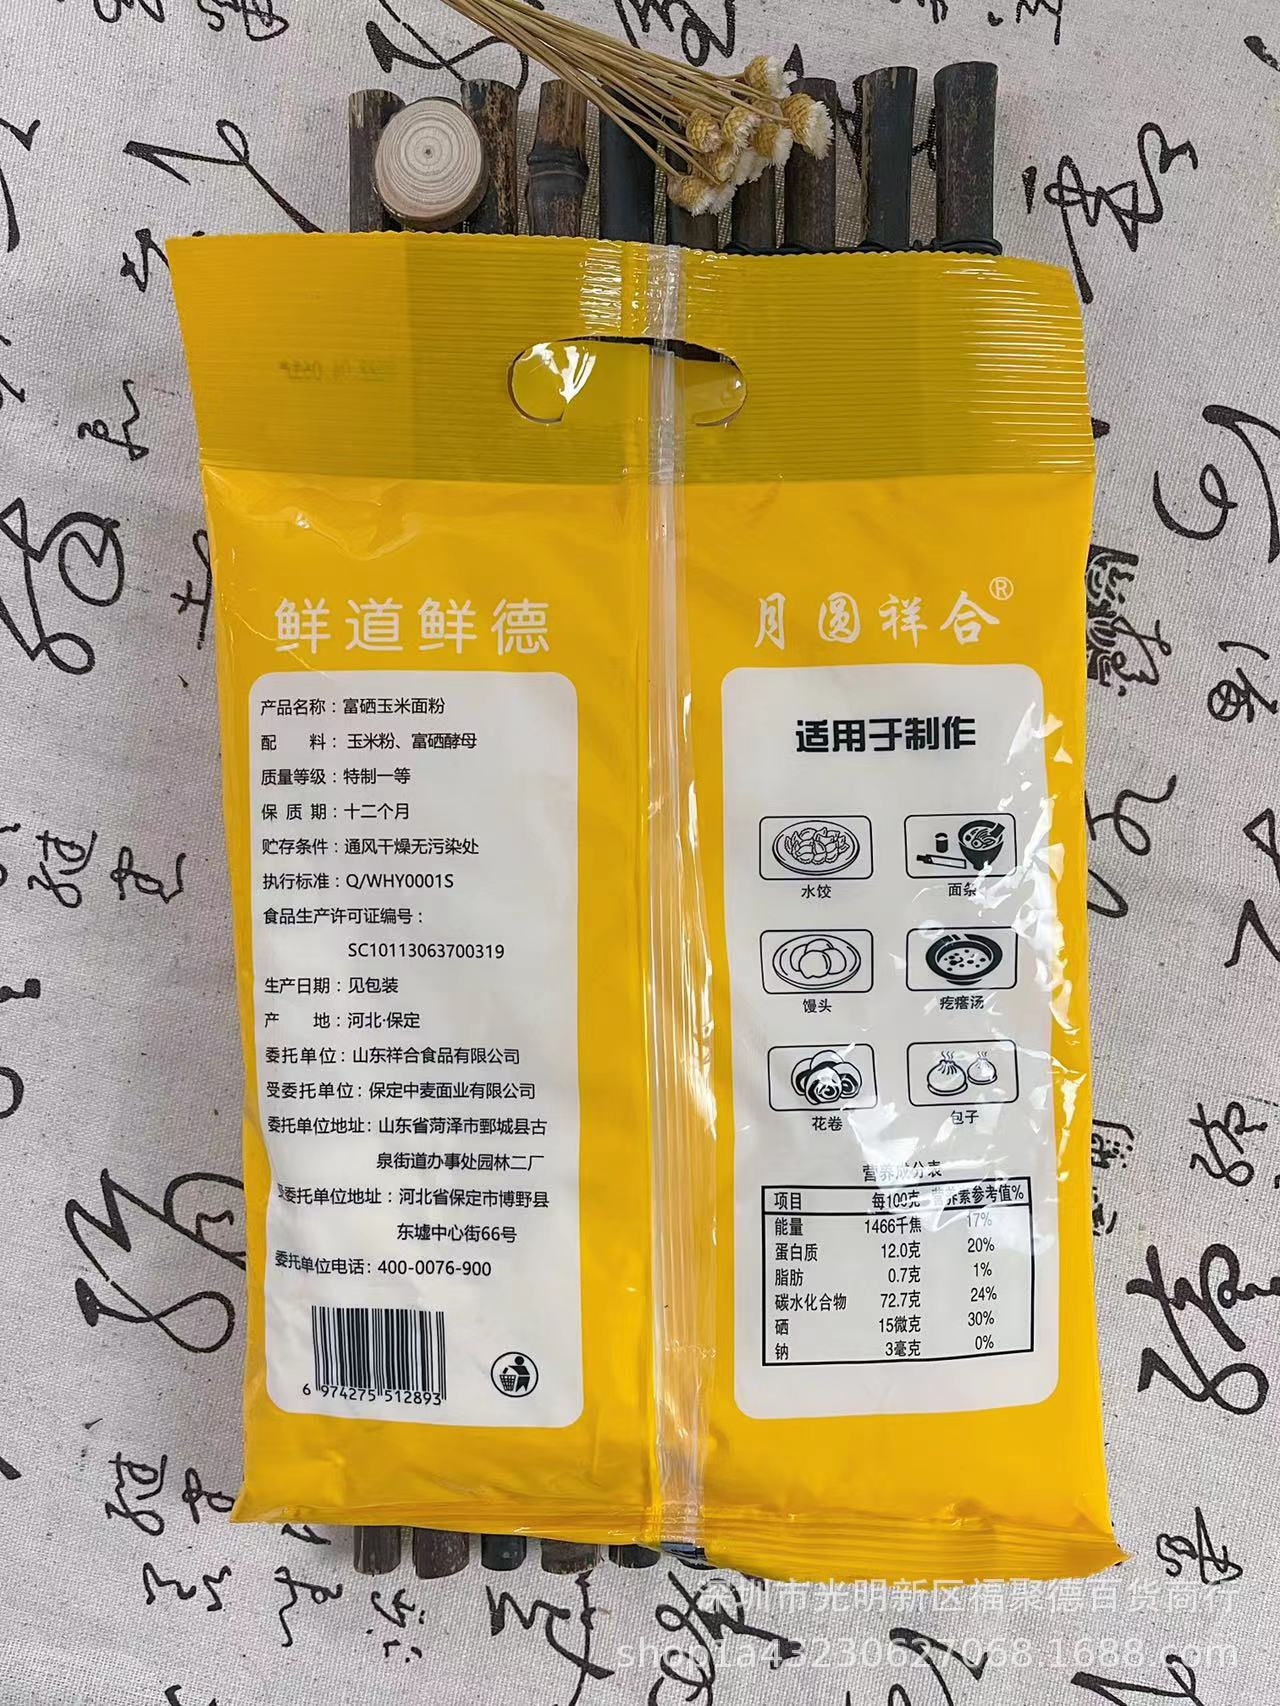 鲜道鲜德
产品名称：富硒玉米面粉
配 料：玉米粉、富硒酵母
质量等级：特制一等
保 质 期：十二个月
贮存条件：通风干燥无污染处
执行标准：Q/WHY0001S
食品生产许可证编号：
SC10113063700319
生产日期：见包装
产 地：河北·保定
委托单位：山东祥合食品有限公司
受委托单位：保定中麦面业有限公司
委托单位地址：山东省菏泽市鄄城县古
泉街道办事处园林二厂
受委托单位地址：河北省保定市博野县
东墟中心街66号
委托单位电话：400-0076-900
6 974275 512893
月圆祥合®
适用于制作
水饺 面条
馒头 疙瘩汤
花卷 包子
营养成分表
项目 每100克 营养素参考值%
能量 1466千焦 17%
蛋白质 12.0克 20%
脂肪 0.7克 1%
碳水化合物 72.7克 24%
硒 15微克 30%
钠 3毫克 0%
深圳市光明新区福聚德百货商行
shop1a43230627068.1688.com